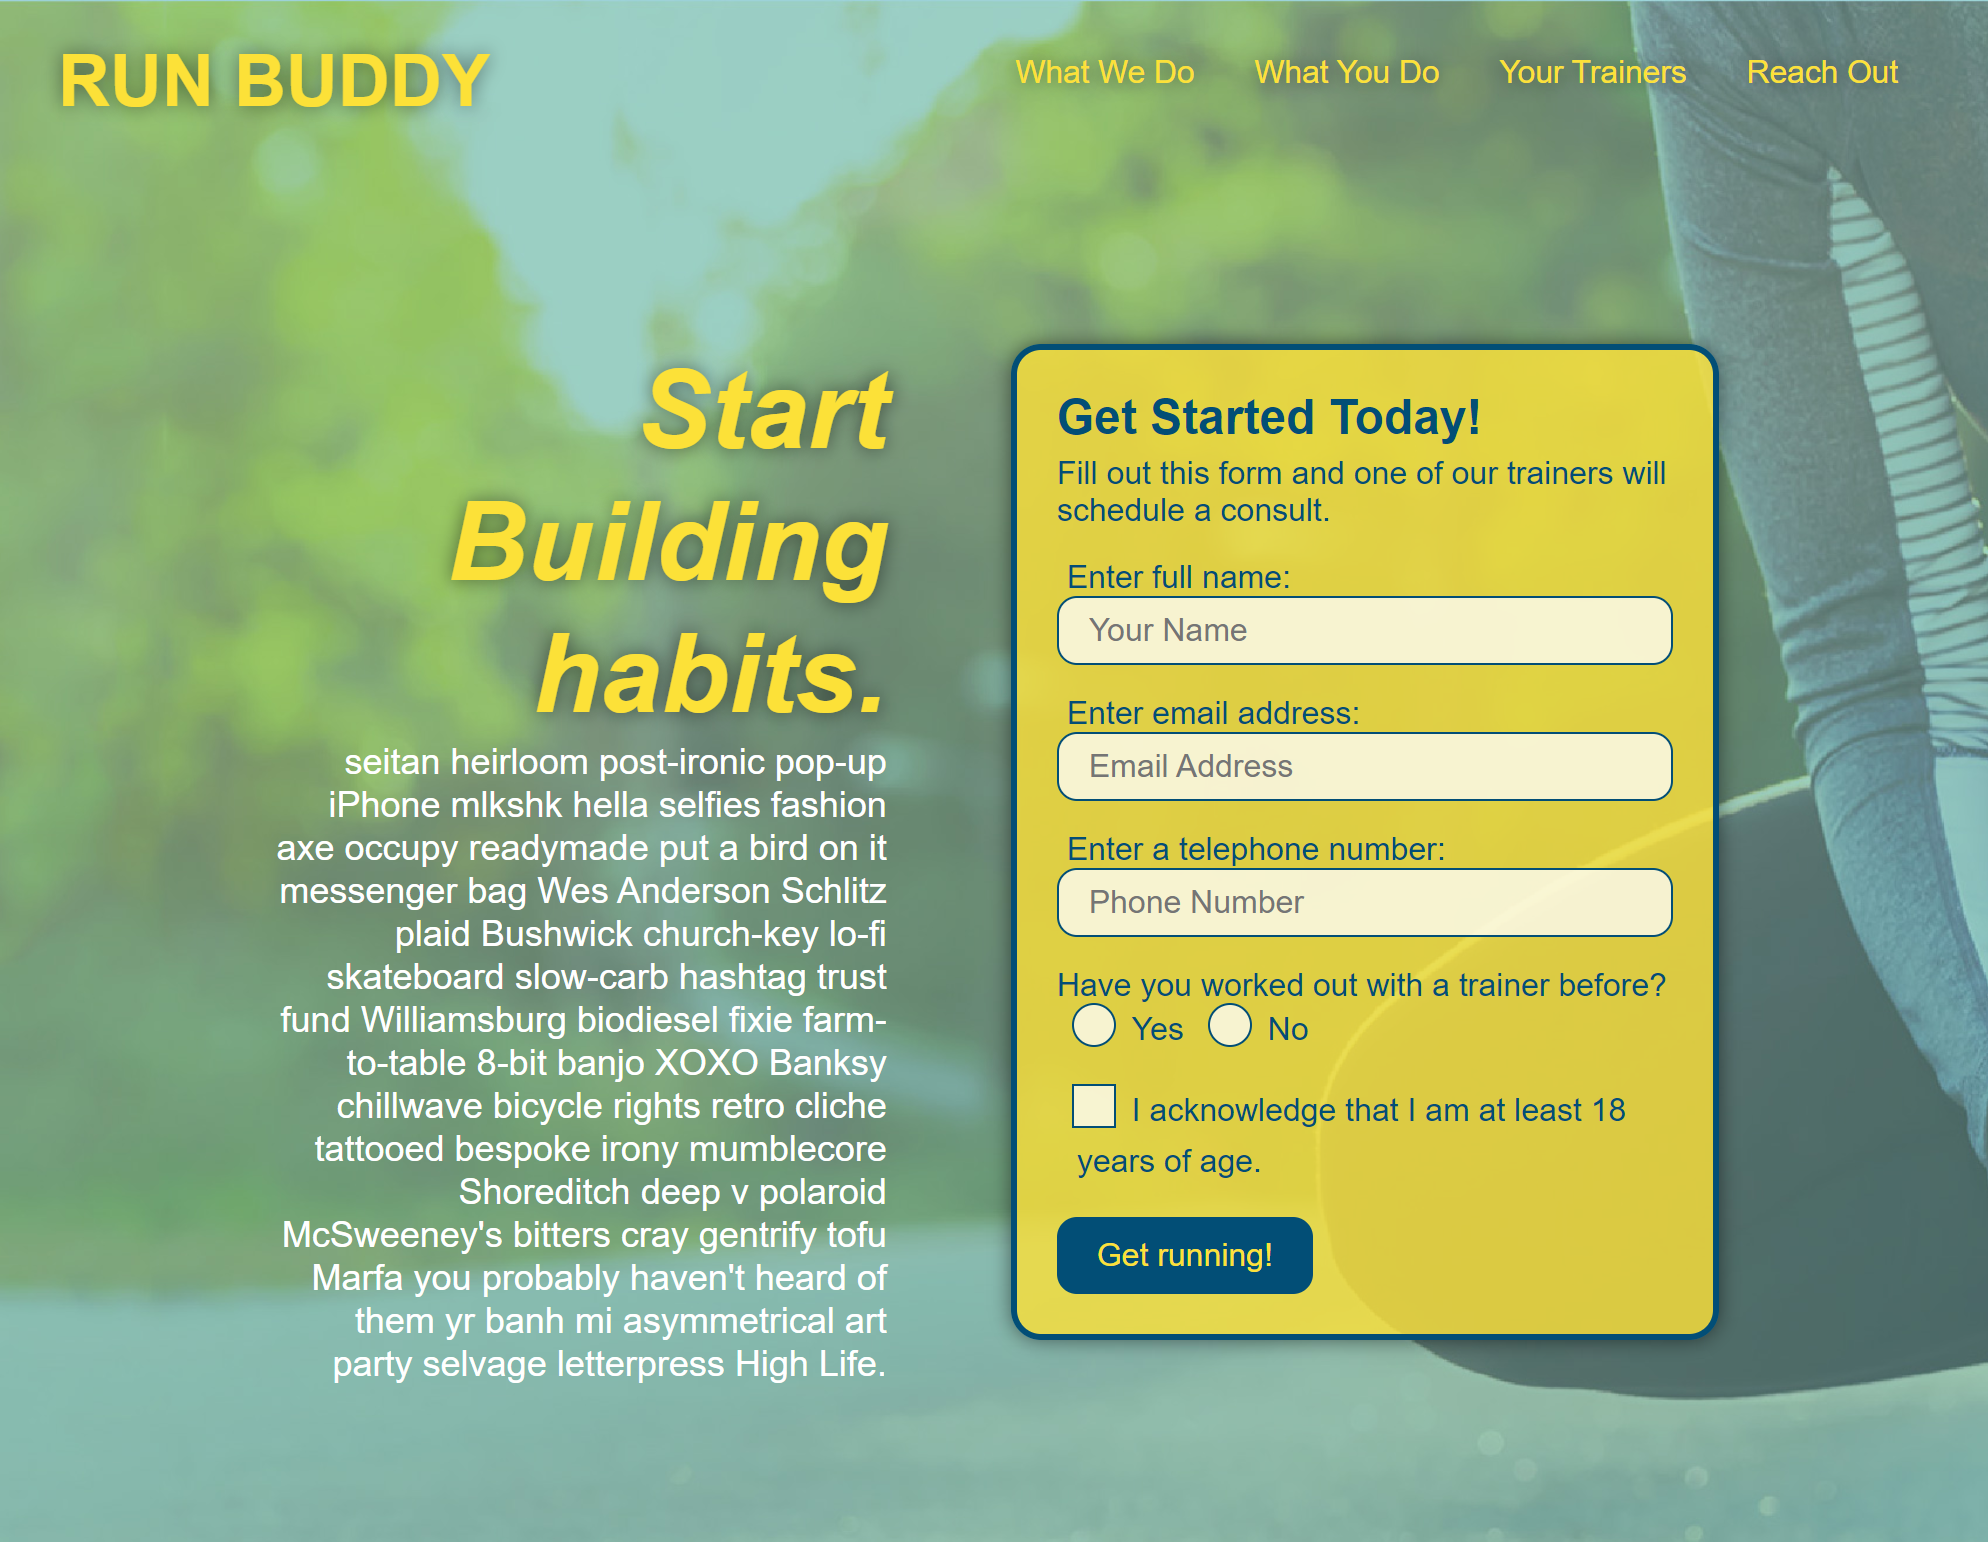 RUN BUDDY
What We Do What You Do Your Trainers Reach Out
Start
Building
habits.
seitan heirloom post-ironic pop-up
iPhone mlkshk hella selfies fashion
axe occupy readymade put a bird on it
messenger bag Wes Anderson Schlitz
plaid Bushwick church-key lo-fi
skateboard slow-carb hashtag trust
fund Williamsburg biodiesel fixie farm-
to-table 8-bit banjo XOXO Banksy
chillwave bicycle rights retro cliche
tattooed bespoke irony mumblecore
Shoreditch deep v polaroid
McSweeney's bitters cray gentrify tofu
Marfa you probably haven't heard of
them yr banh mi asymmetrical art
party selvage letterpress High Life.
Get Started Today!
Fill out this form and one of our trainers will
schedule a consult.
Enter full name:
Your Name
Enter email address:
Email Address
Enter a telephone number:
Phone Number
Have you worked out with a trainer before?
Yes No
I acknowledge that I am at least 18
years of age.
Get running!